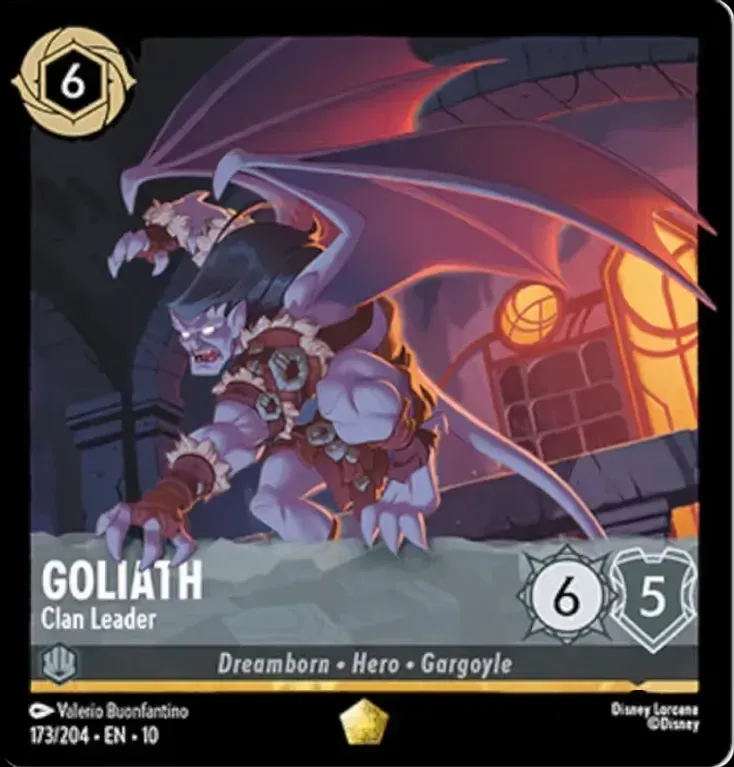 6
GOLIATH
Clan Leader
6 5
Dreamborn • Hero • Gargoyle
Valerio Buonfantino
Disney Lorcana
173/204 • EN • 10
©Disney